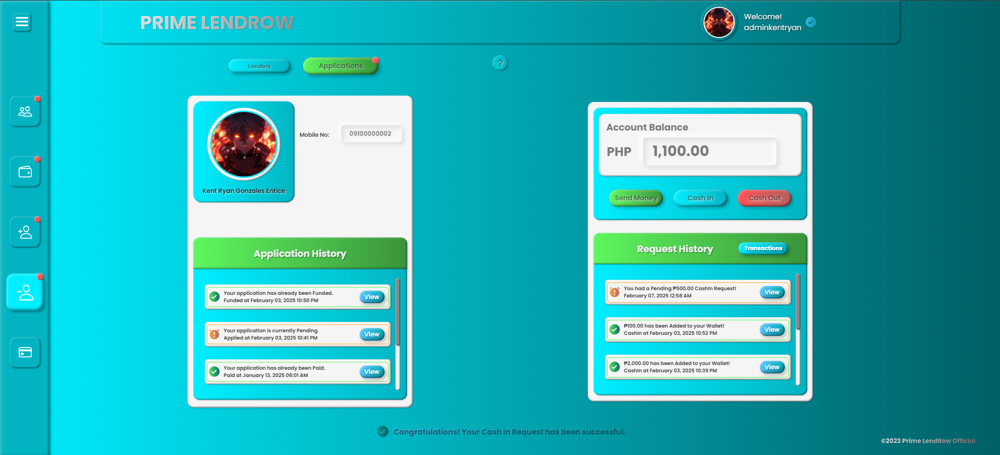 PRIME LENDROW
Welcome!
adminkentryan
Lenders
Applications
?
Mobile No:
09100000002
Kent Ryan Gonzales Entice
Application History
Your application has already been Funded.
Funded at February 03, 2025 10:50 PM
View
Your application is currently Pending.
Applied at February 03, 2025 10:41 PM
View
Your application has already been Paid.
Paid at January 13, 2025 06:01 AM
View
Account Balance
PHP
1,100.00
Send Money
Cash In
Cash Out
Request History
Transactions
You had a Pending ₱500.00 CashIn Request!
February 07, 2025 12:58 AM
View
₱100.00 has been Added to your Wallet!
CashIn at February 03, 2025 10:52 PM
View
₱2,000.00 has been Added to your Wallet!
CashIn at February 03, 2025 10:39 PM
View
Congratulations! Your Cash In Request has been successful.
©2023 Prime LendRow Official